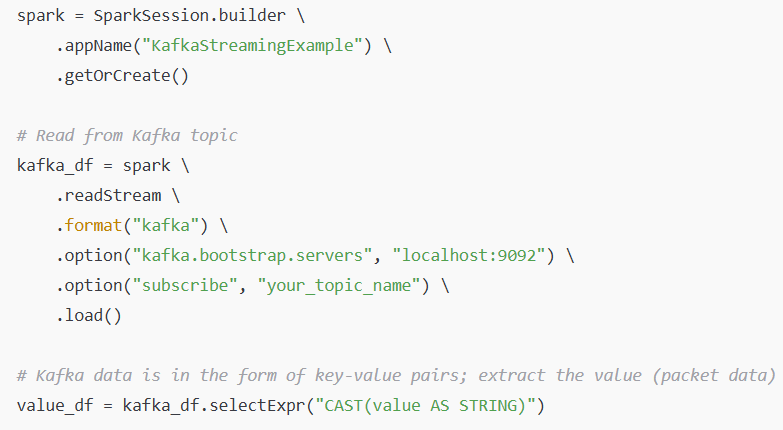 spark = SparkSession.builder \
    .appName("KafkaStreamingExample") \
    .getOrCreate()

# Read from Kafka topic
kafka_df = spark \
    .readStream \
    .format("kafka") \
    .option("kafka.bootstrap.servers", "localhost:9092") \
    .option("subscribe", "your_topic_name") \
    .load()

# Kafka data is in the form of key-value pairs; extract the value (packet data)
value_df = kafka_df.selectExpr("CAST(value AS STRING)")